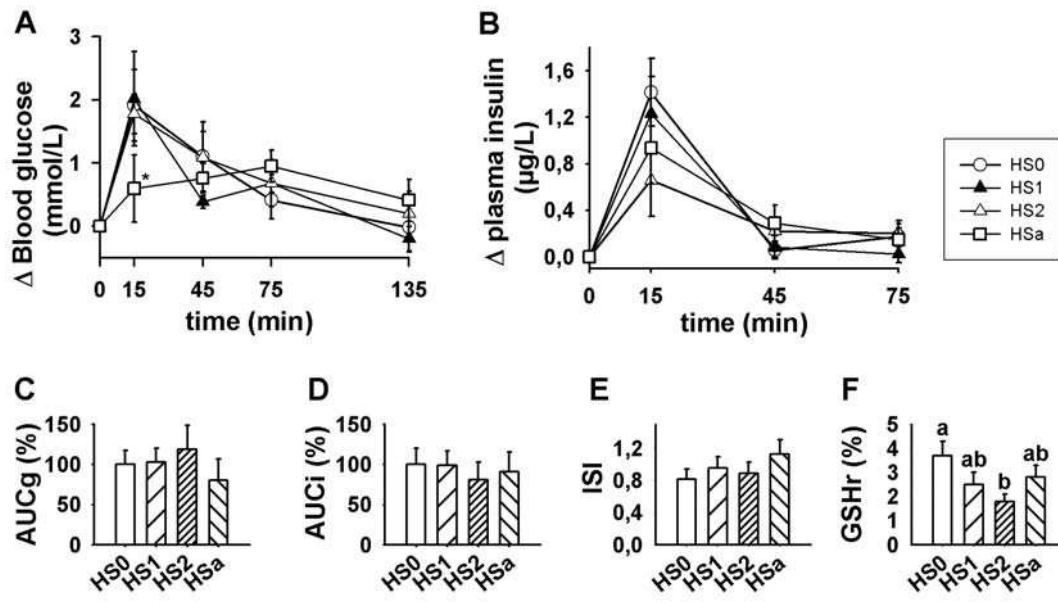 A
3
2
1
0
Δ Blood glucose
(mmol/L)
*
0 15 45 75 135
time (min)
B
1,6
1,2
0,8
0,4
0,0
Δ plasma insulin
(µg/L)
0 15 45 75
time (min)
HS0
HS1
HS2
HSa
C
150
100
50
0
AUCg (%)
HS0 HS1 HS2 HSa
D
150
100
50
0
AUCi (%)
HS0 HS1 HS2 HSa
E
1,2
0,8
0,4
0,0
ISI
HS0 HS1 HS2 HSa
F
5
4
3
2
1
0
GSHr (%)
a ab b ab
HS0 HS1 HS2 HSa